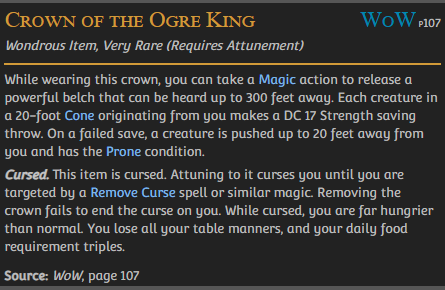 Crown of the Ogre King WoW P107
Wondrous Item, Very Rare (Requires Attunement)
While wearing this crown, you can take a Magic action to release a
powerful belch that can be heard up to 300 feet away. Each creature in
a 20-foot Cone originating from you makes a DC 17 Strength saving
throw. On a failed save, a creature is pushed up to 20 feet away from
you and has the Prone condition.
Cursed. This item is cursed. Attuning to it curses you until you are
targeted by a Remove Curse spell or similar magic. Removing the
crown fails to end the curse on you. While cursed, you are far hungrier
than normal. You lose all your table manners, and your daily food
requirement triples.
Source: WoW, page 107